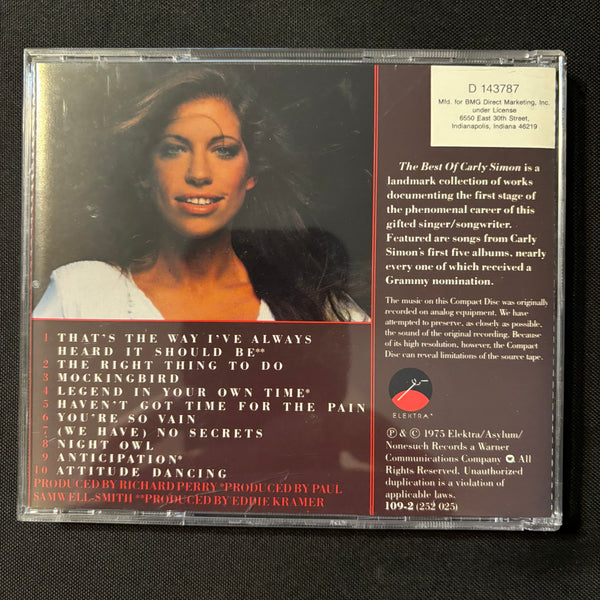 D 143787
Mfd. for BMG Direct Marketing, Inc.
under License
6550 East 30th Street,
Indianapolis, Indiana 46219
The Best Of Carly Simon is a
landmark collection of works
documenting the first stage of
the phenomenal career of this
gifted singer/songwriter.
Featured are songs from Carly
Simon's first five albums, nearly
every one of which received a
Grammy nomination.
The music on this Compact Disc was originally
recorded on analog equipment. We have
attempted to preserve, as closely as possible,
the sound of the original recording. Because
of its high resolution, however, the Compact
Disc can reveal limitations of the source tape.
ELEKTRA
℗ & © 1975 Elektra/Asylum/
Nonesuch Records a Warner
Communications Company All
Rights Reserved. Unauthorized
duplication is a violation of
applicable laws.
109-2 (252 025)
1 THAT'S THE WAY I'VE ALWAYS
HEARD IT SHOULD BE**
2 THE RIGHT THING TO DO
3 MOCKINGBIRD
4 LEGEND IN YOUR OWN TIME*
5 HAVEN'T GOT TIME FOR THE PAIN
6 YOU'RE SO VAIN
7 (WE HAVE) NO SECRETS
8 NIGHT OWL
9 ANTICIPATION*
10 ATTITUDE DANCING
PRODUCED BY RICHARD PERRY *PRODUCED BY PAUL
SAMWELL-SMITH **PRODUCED BY EDDIE KRAMER